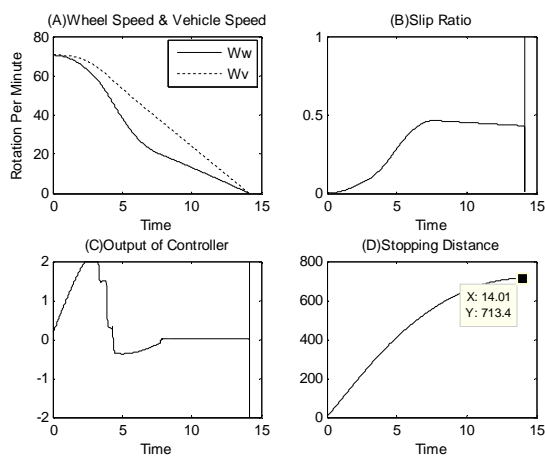 (A)Wheel Speed & Vehicle Speed
80
60
40
20
0
Rotation Per Minute
Ww
Wv
0 5 10 15
Time
(B)Slip Ratio
1
0.5
0
0 5 10 15
Time
(C)Output of Controller
2
1
0
-1
-2
0 5 10 15
Time
(D)Stopping Distance
800
600
400
200
0
X: 14.01
Y: 713.4
0 5 10 15
Time